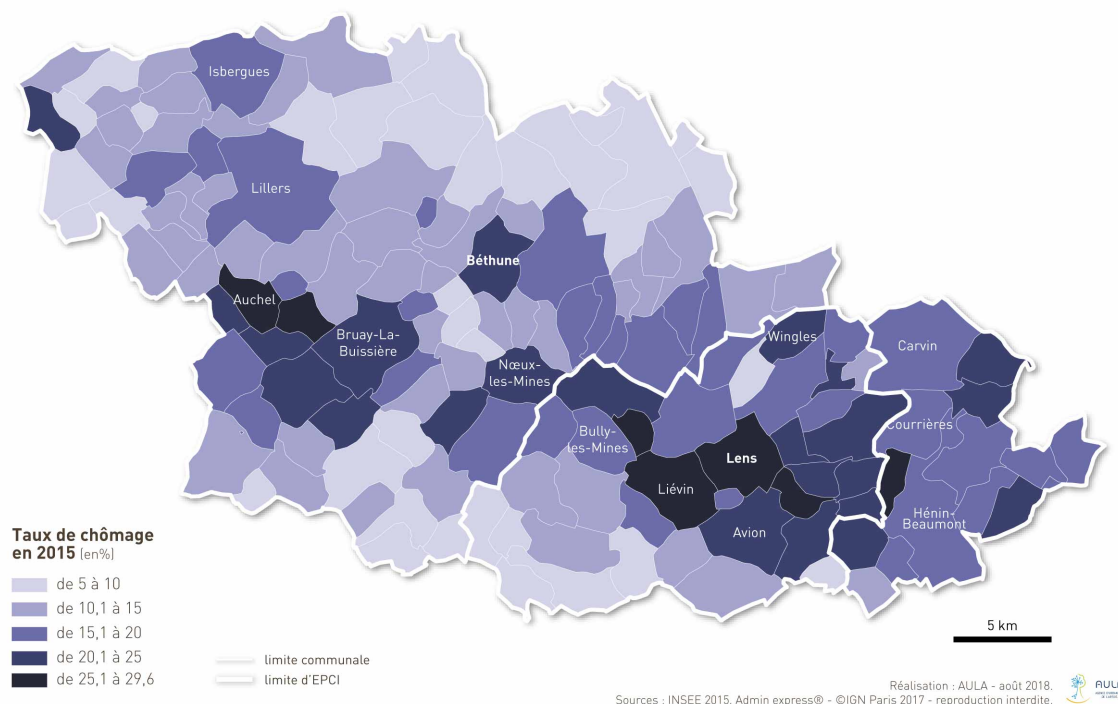 Isbergues
Lillers
Béthune
Auchel
Bruay-La-
Buissière
Nœux-
les-Mines
Wingles
Carvin
Courrières
Bully-
les-Mines
Lens
Liévin
Avion
Hénin-
Beaumont
Taux de chômage
en 2015 (en%)
de 5 à 10
de 10,1 à 15
de 15,1 à 20
de 20,1 à 25
de 25,1 à 29,6
limite communale
limite d'EPCI
5 km
Réalisation : AULA - août 2018.
Sources : INSEE 2015, Admin express® - ©IGN Paris 2017 - reproduction interdite.
AUL